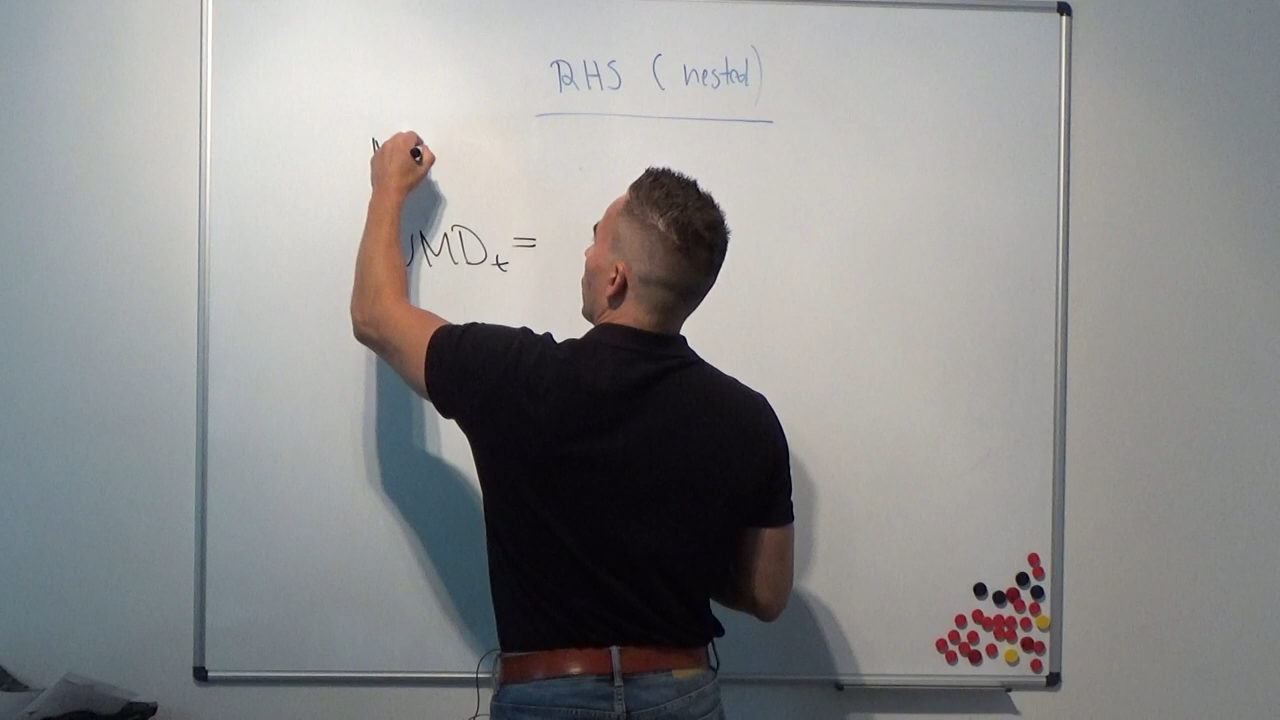 RHS (nested)
MD_t =